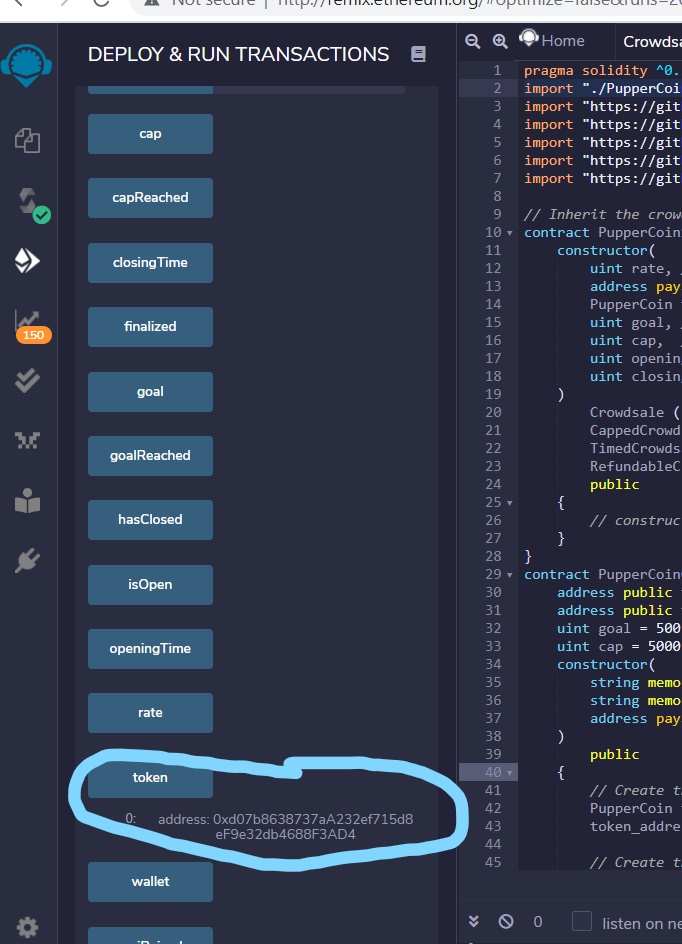 Not secure | http://remix.ethereum.org/#optimize=false&runs=20
DEPLOY & RUN TRANSACTIONS
cap
capReached
closingTime
finalized
goal
goalReached
hasClosed
isOpen
openingTime
rate
token
0: address: 0xd07b8638737aA232ef715d8
eF9e32db4688F3AD4
wallet
150
Home
Crowdsa
1 pragma solidity ^0.
2 import "./PupperCoi
3 import "https://git
4 import "https://git
5 import "https://git
6 import "https://git
7 import "https://git
8
9 // Inherit the crow
10 contract PupperCoin
11 constructor(
12 uint rate, /
13 address pay
14 PupperCoin
15 uint goal, /
16 uint cap, /
17 uint openin
18 uint closin
19 )
20 Crowdsale (
21 CappedCrowd
22 TimedCrowds
23 RefundableC
24 public
25 {
26 // construc
27 }
28 }
29 contract PupperCoin
30 address public
31 address public
32 uint goal = 500
33 uint cap = 5000
34 constructor(
35 string memo
36 string memo
37 address pay
38 )
39 public
40 {
41 // Create t
42 PupperCoin
43 token_addre
44
45 // Create t
0
listen on ne